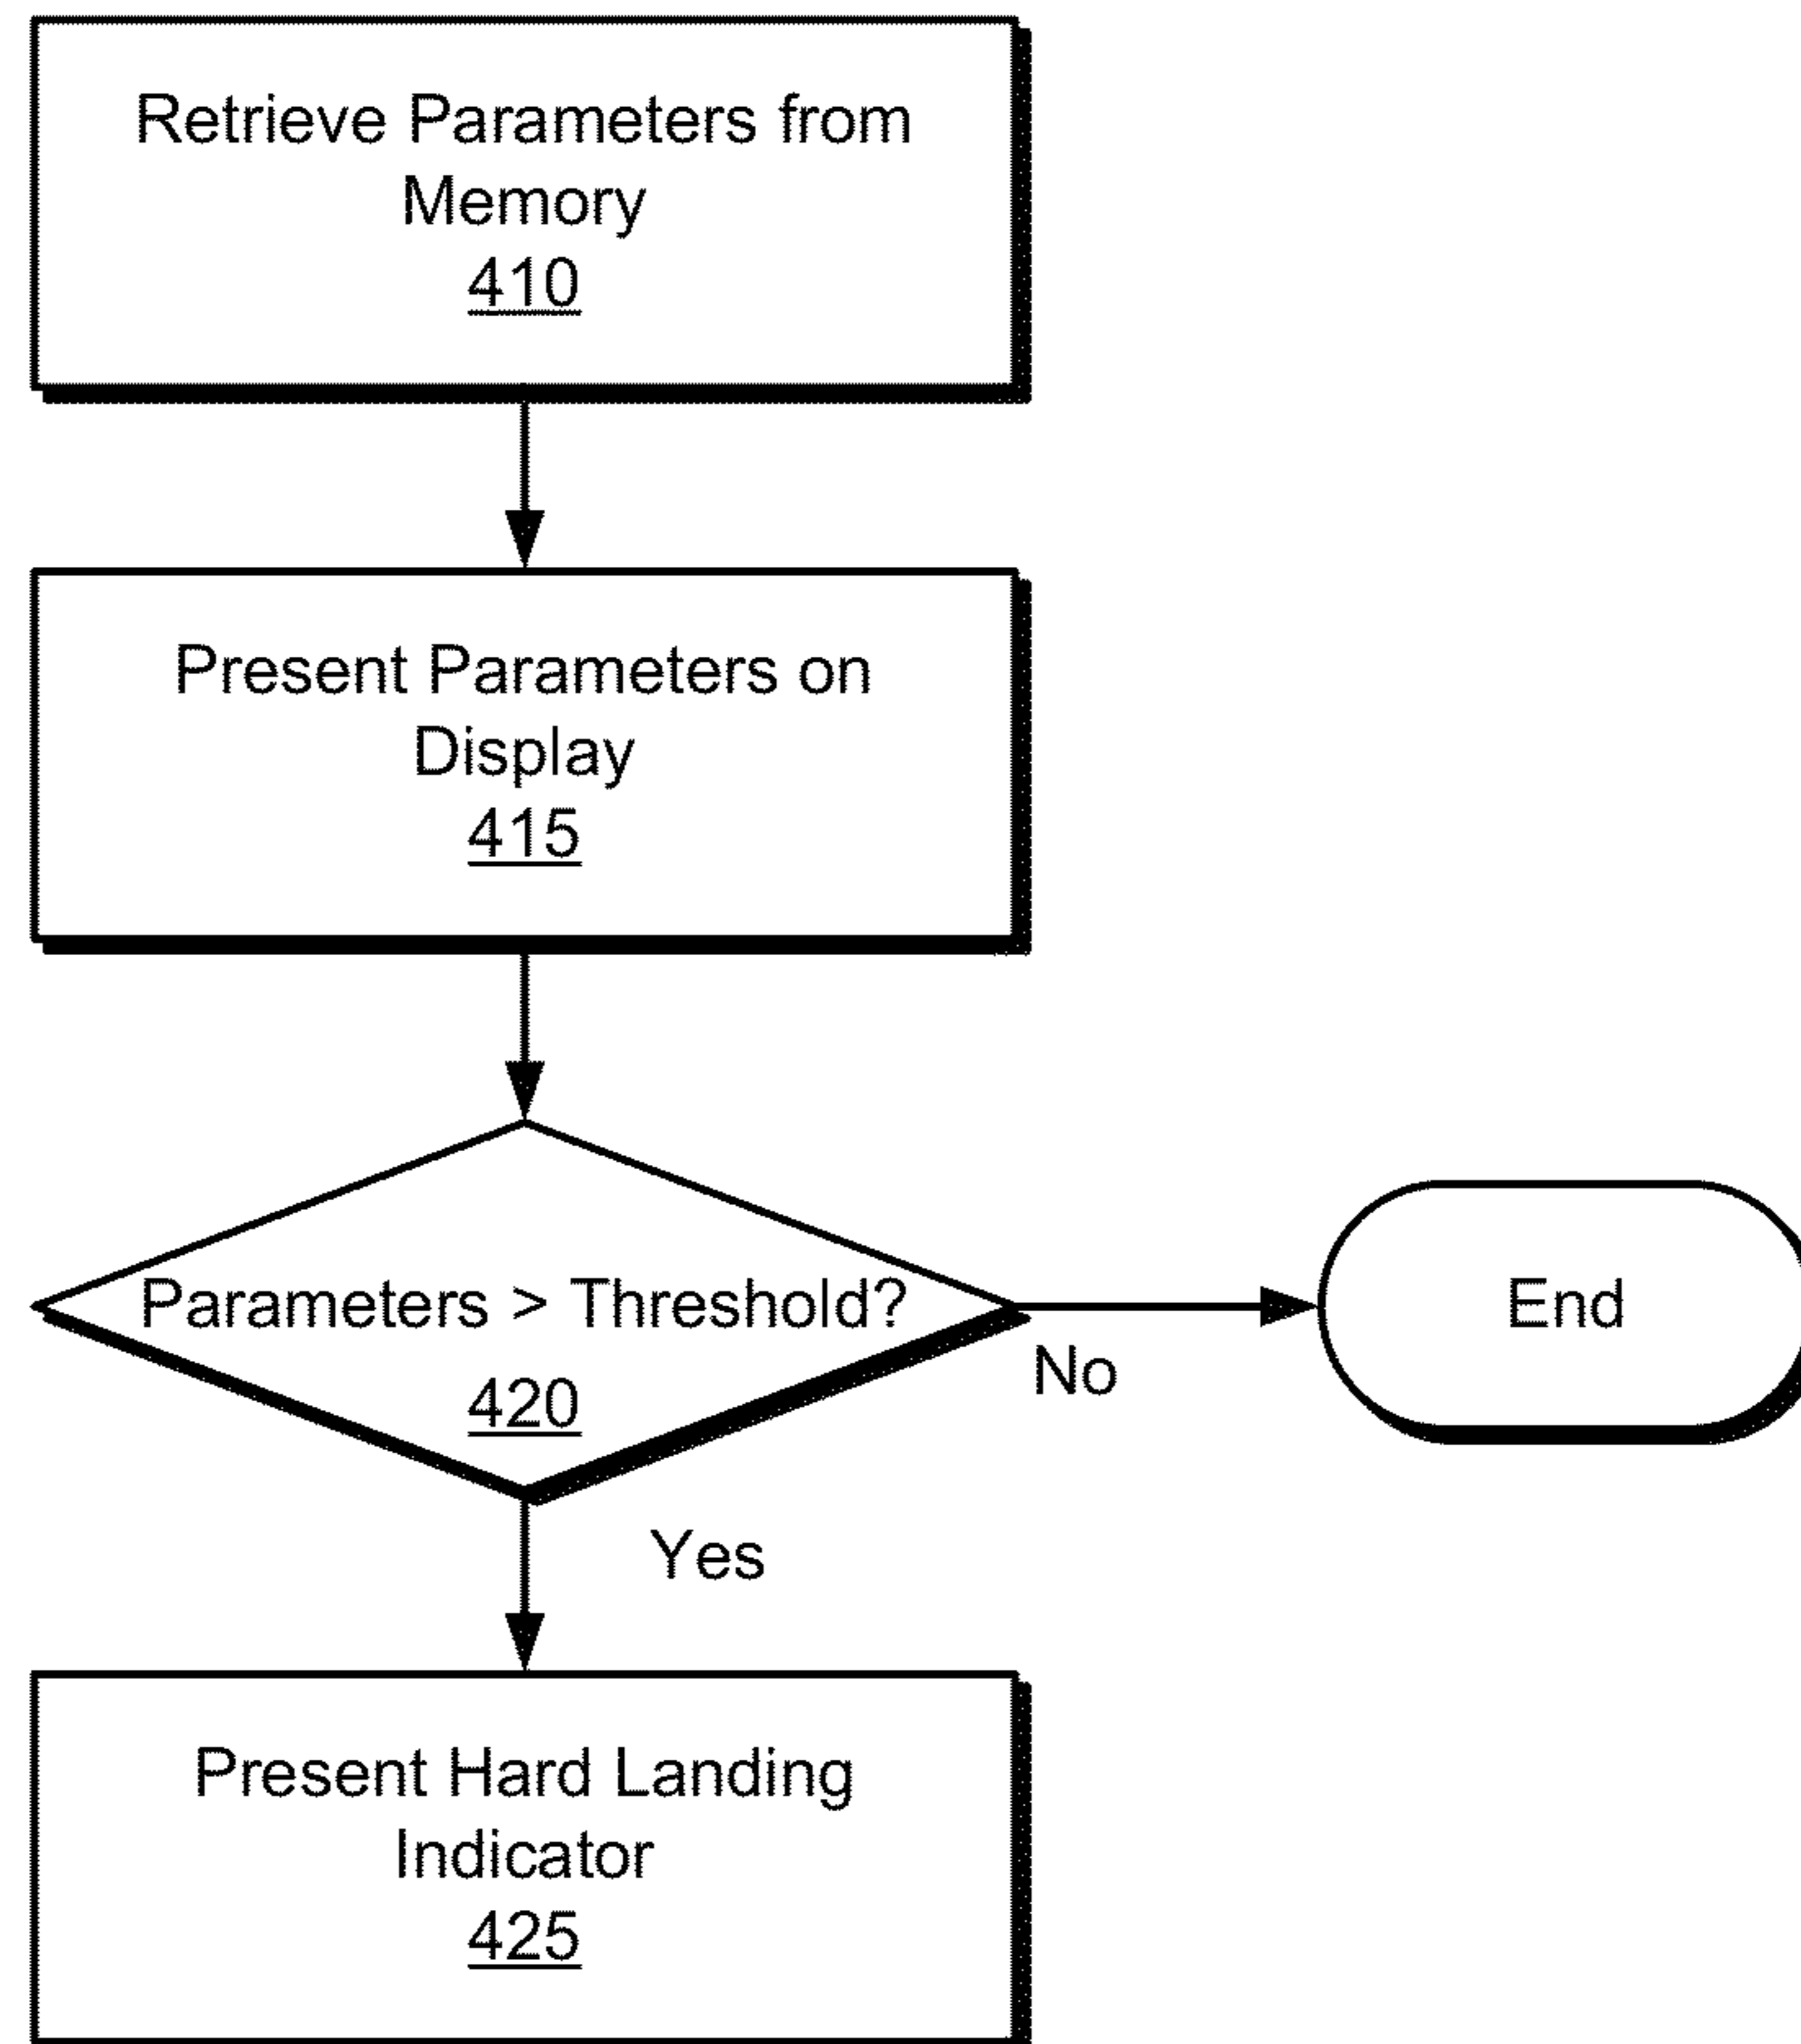 Retrieve Parameters from
Memory
410
Present Parameters on
Display
415
Parameters > Threshold?
420
No
End
Yes
Present Hard Landing
Indicator
425